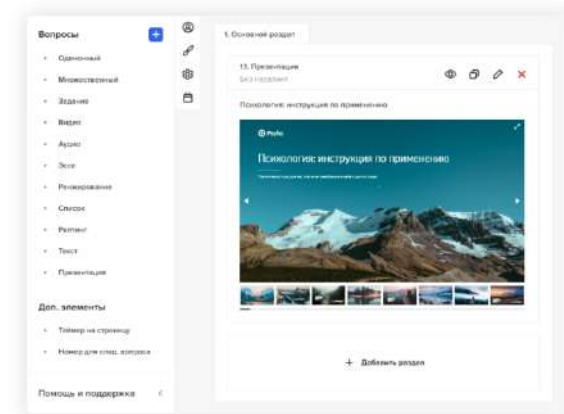 Вопросы
Одиночный
Множественный
Задание
Видео
Аудио
Эссе
Ранжирование
Список
Рейтинг
Текст
Презентация
Доп. элементы
Таймер на страницу
Номер для спец. вопроса
Помощь и поддержка
1. Основной раздел
13. Презентация
Без названия
Психология: инструкция по применению
Психология: инструкция по применению
Добавить раздел